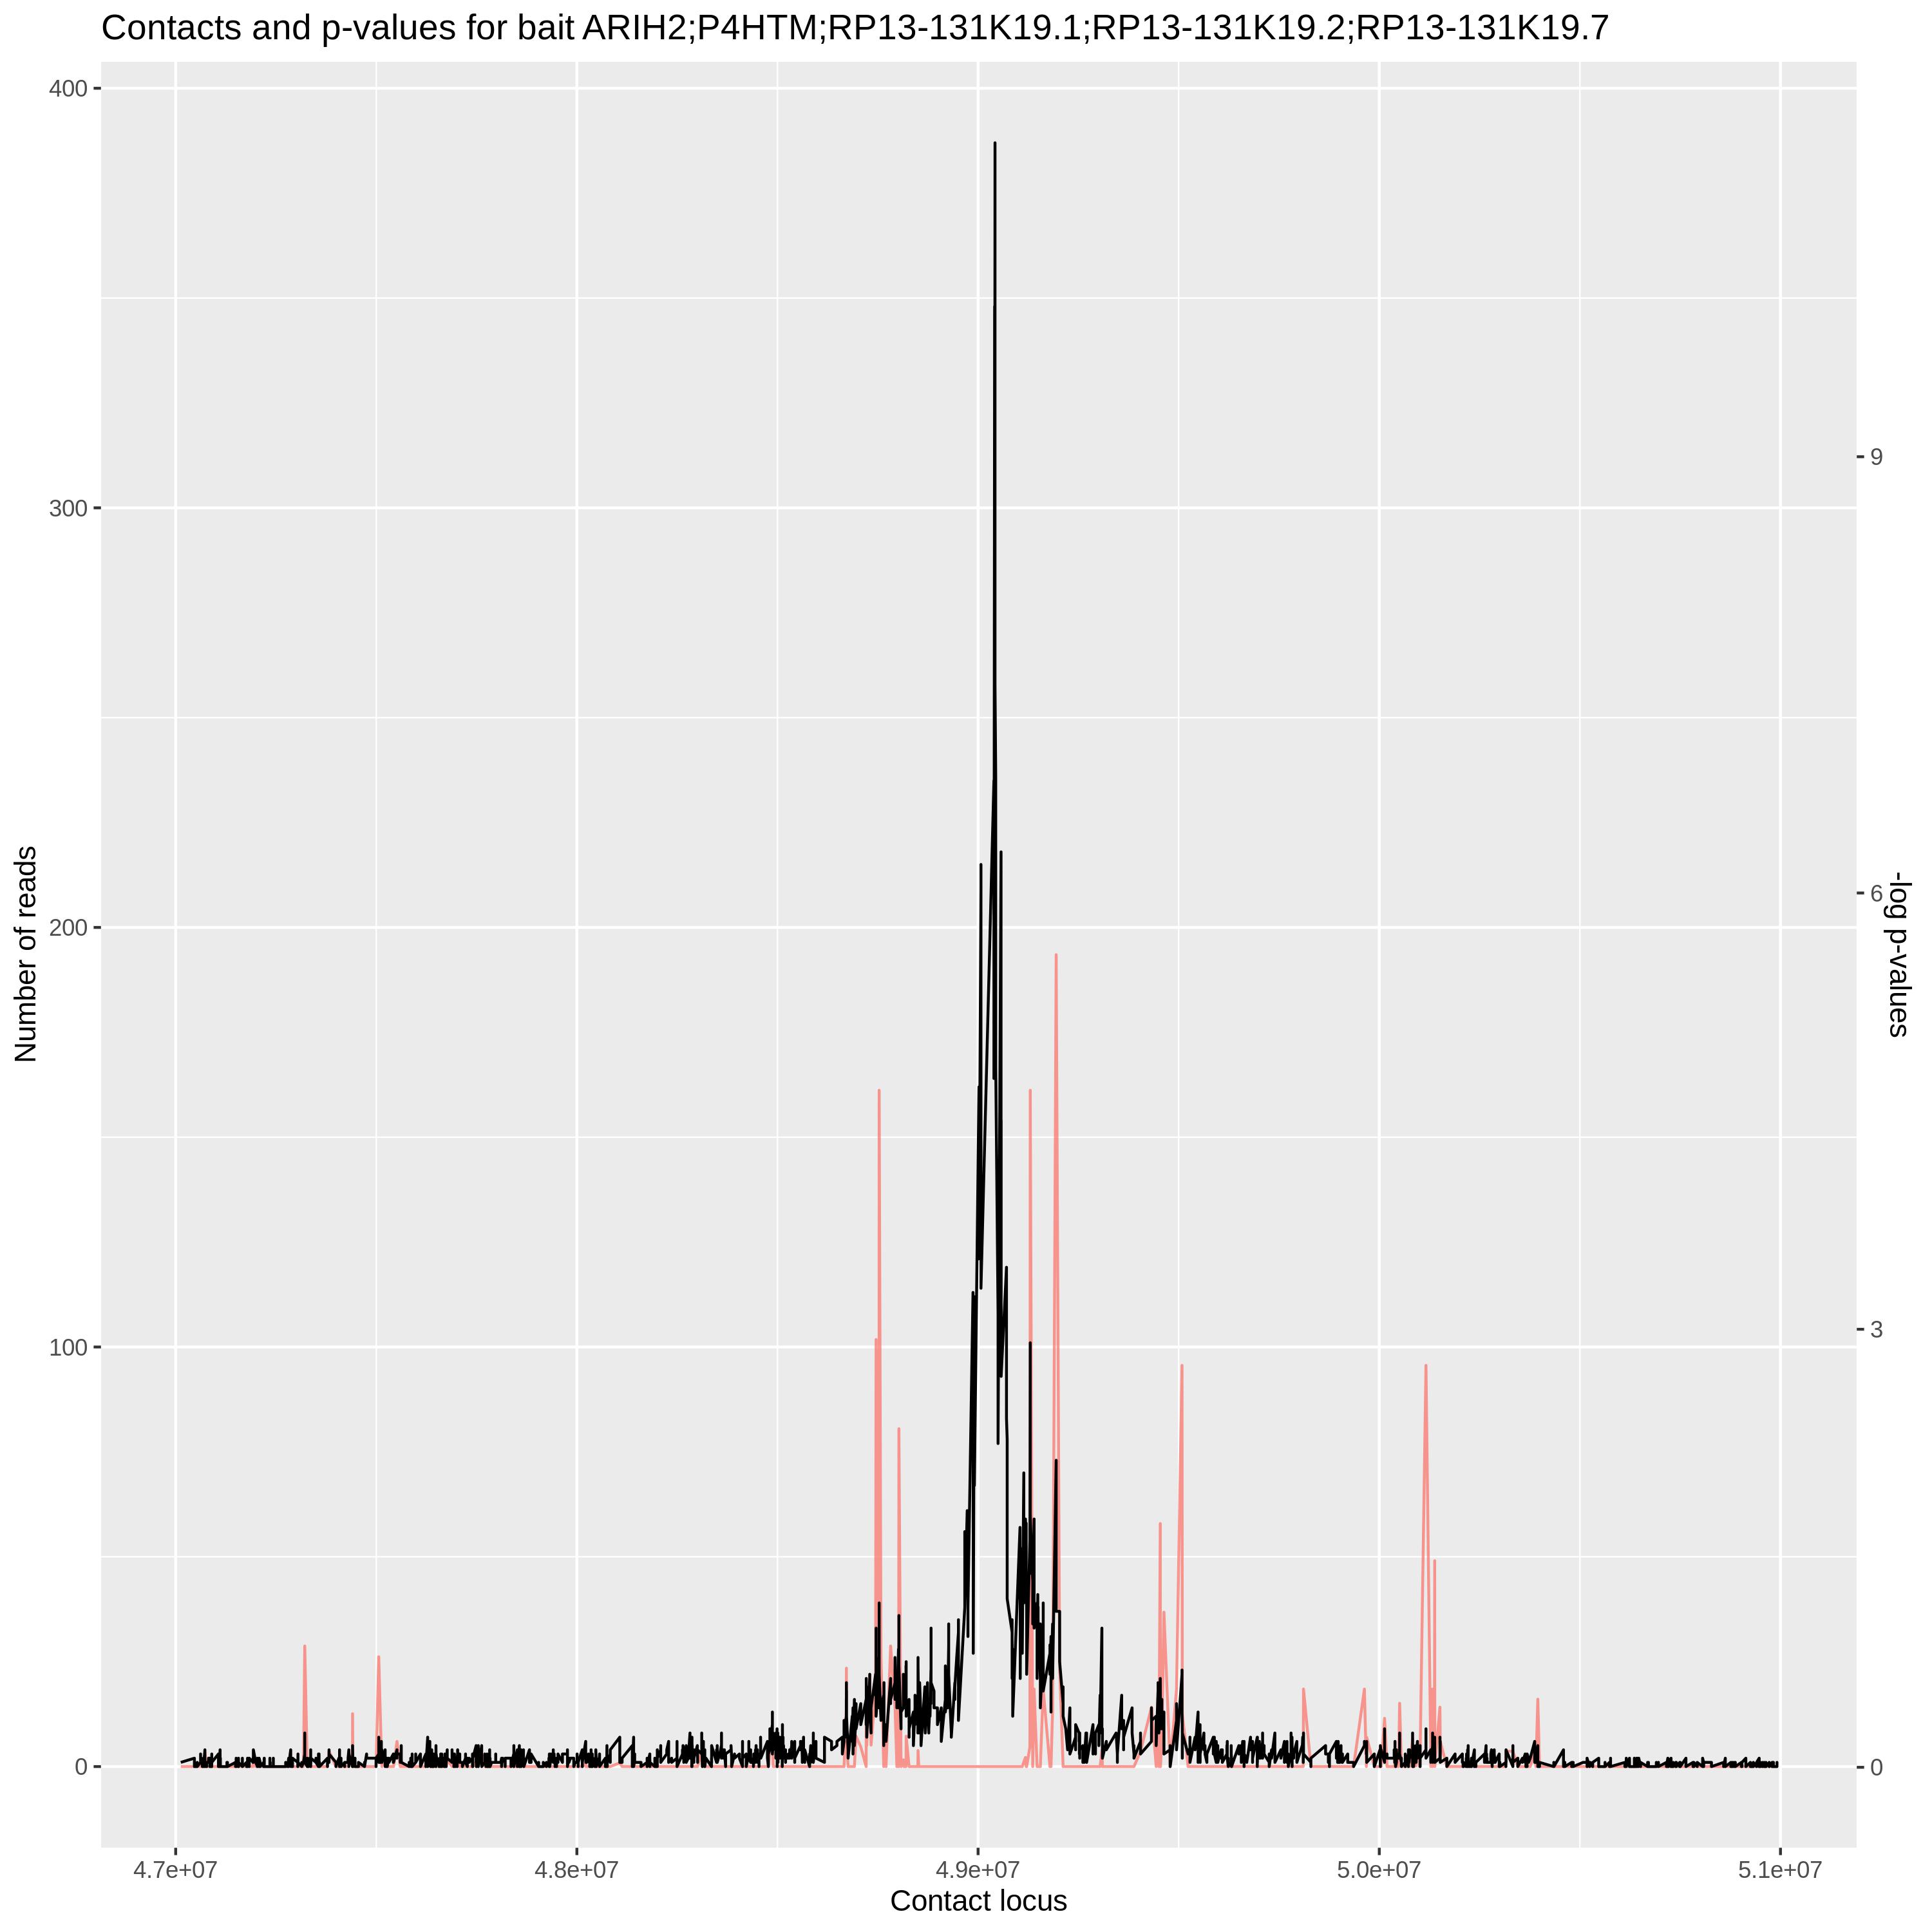 Contacts and p-values for bait ARIH2;P4HTM;RP13-131K19.1;RP13-131K19.2;RP13-131K19.7
400
300
200
100
0
Number of reads
9
6
3
0
-log p-values
4.7e+07
4.8e+07
4.9e+07
5.0e+07
5.1e+07
Contact locus